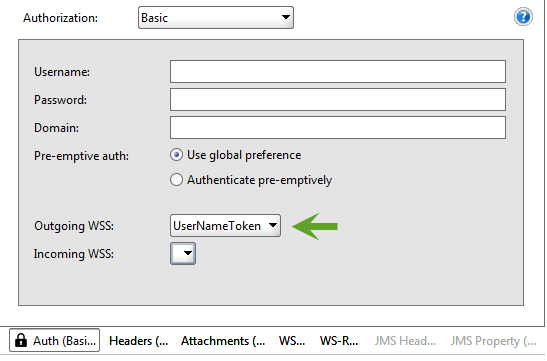 Authorization: Basic ?
Username:
Password:
Domain:
Pre-emptive auth: Use global preference
Authenticate pre-emptively
Outgoing WSS: UserNameToken
Incoming WSS:
Auth (Basi... Headers (... Attachments (... WS... WS-R... JMS Head... JMS Property (...